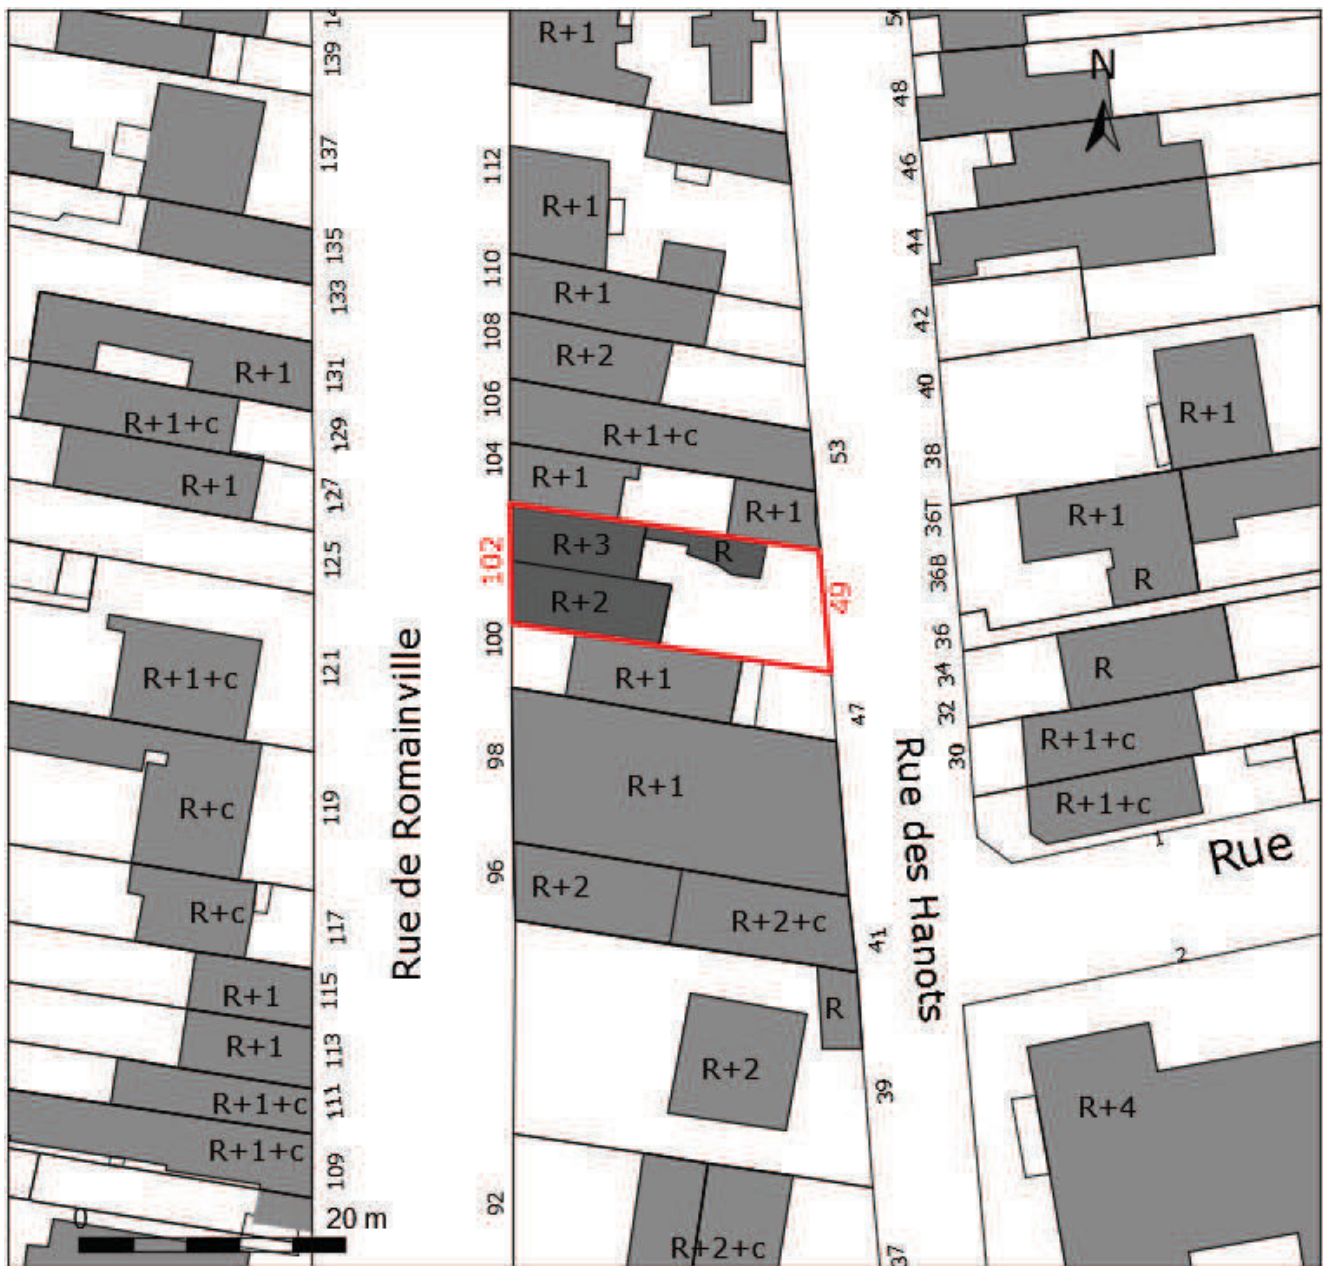 14
139
137
135
133
131
129
127
125
121
119
117
115
113
111
109
R+1
R+1+c
R+1
R+1+c
R+c
R+c
R+1
R+1
R+1+c
R+1+c
0
20 m
Rue de Romainville
112
110
108
106
104
102
100
98
96
92
R+1
R+1
R+1
R+2
R+1+c
R+1
R+1
R+3
R
R+2
R+1
R+1
R+2
R+2+c
R
R+2
R+2+c
53
49
47
41
39
37
Rue des Hanots
48
46
44
42
40
38
36T
36B
36
34
32
30
N
R+1
R+1
R
R
R+1+c
R+1+c
1
Rue
2
R+4